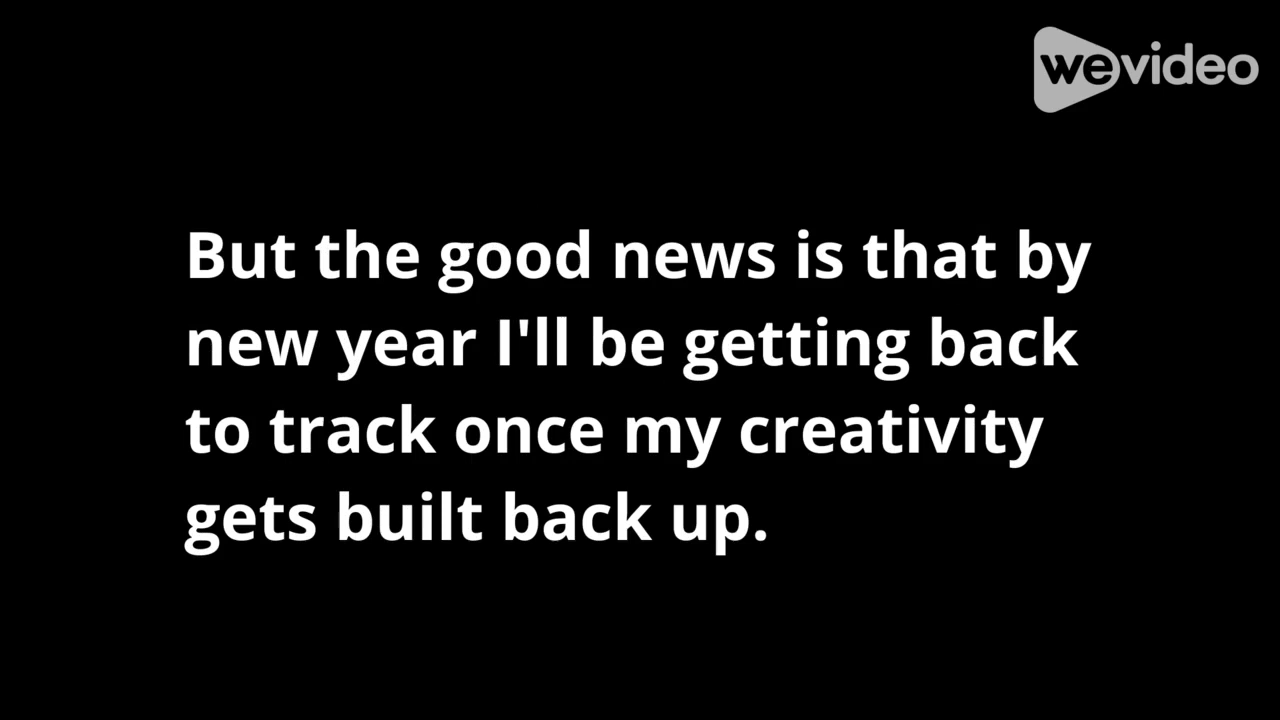 wevideo
But the good news is that by
new year I'll be getting back
to track once my creativity
gets built back up.